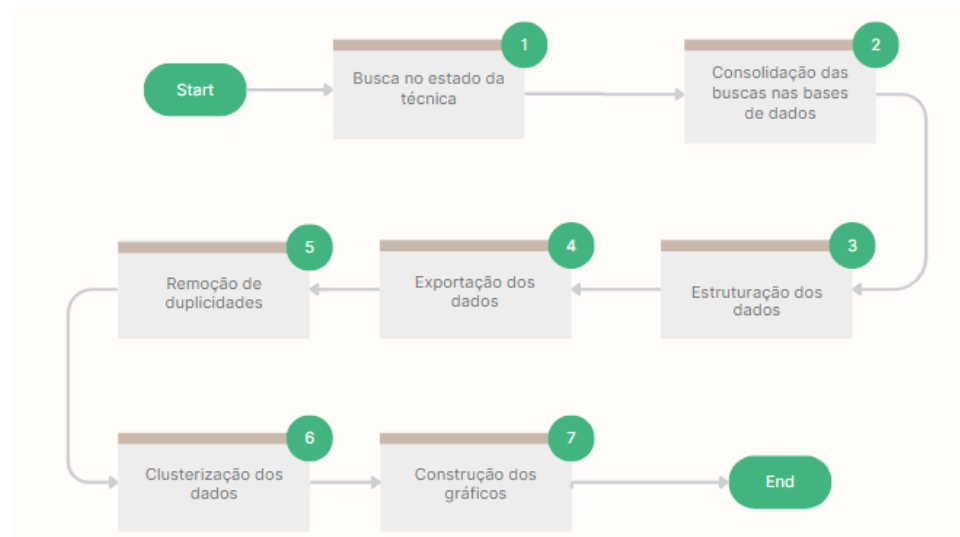 Start
1
Busca no estado da
técnica
2
Consolidação das
buscas nas bases
de dados
3
Estruturação dos
dados
4
Exportação dos
dados
5
Remoção de
duplicidades
6
Clusterização dos
dados
7
Construção dos
gráficos
End